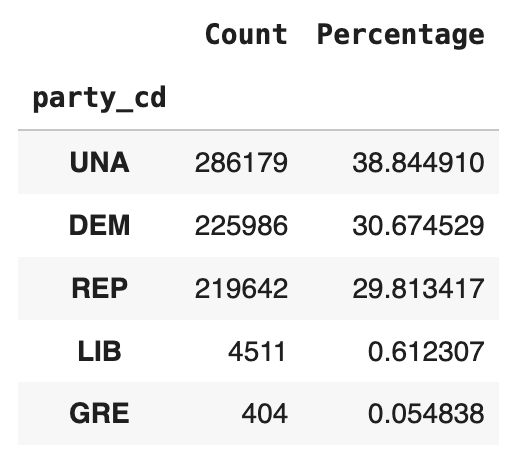 Count Percentage
party_cd
UNA 286179 38.844910
DEM 225986 30.674529
REP 219642 29.813417
LIB 4511 0.612307
GRE 404 0.054838